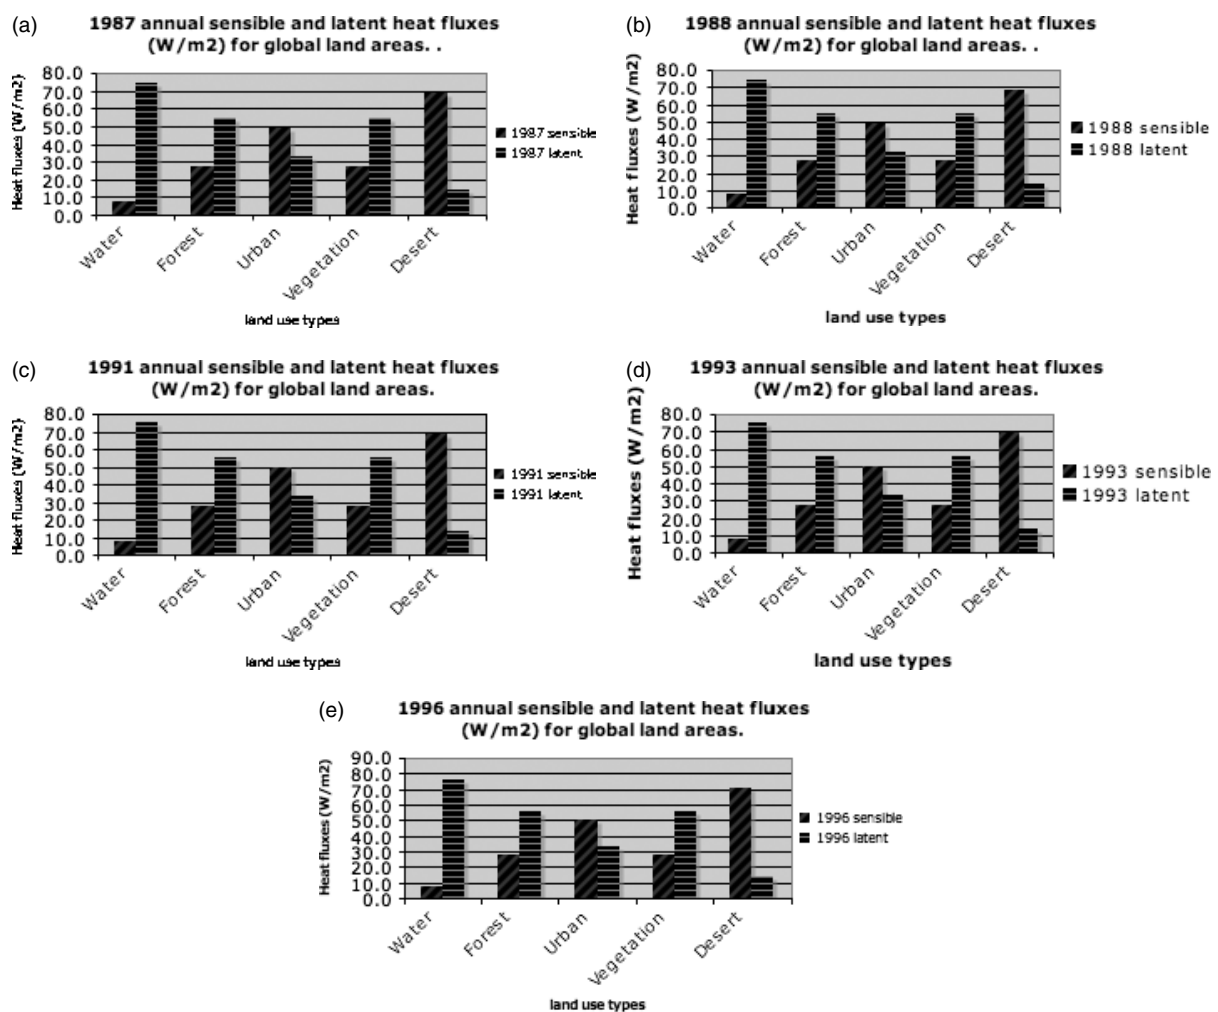 (a)
1987 annual sensible and latent heat fluxes
(W/m2) for global land areas. .
Heat fluxes (W/m2)
80.0
70.0
60.0
50.0
40.0
30.0
20.0
10.0
0.0
Water
Forest
Urban
Vegetation
Desert
land use types
1987 sensible
1987 latent
(b)
1988 annual sensible and latent heat fluxes
(W/m2) for global land areas. .
Heat fluxes (W/m2)
80.0
70.0
60.0
50.0
40.0
30.0
20.0
10.0
0.0
Water
Forest
Urban
Vegetation
Desert
land use types
1988 sensible
1988 latent
(c)
1991 annual sensible and latent heat fluxes
(W/m2) for global land areas.
Heat fluxes (W/m2)
80.0
70.0
60.0
50.0
40.0
30.0
20.0
10.0
0.0
Water
Forest
Urban
Vegetation
Desert
land use types
1991 sensible
1991 latent
(d)
1993 annual sensible and latent heat fluxes
(W/m2) for global land areas.
Heat fluxes (W/m2)
80.0
70.0
60.0
50.0
40.0
30.0
20.0
10.0
0.0
Water
Forest
Urban
Vegetation
Desert
land use types
1993 sensible
1993 latent
(e)
1996 annual sensible and latent heat fluxes
(W/m2) for global land areas.
Heat fluxes (W/m2)
90.0
80.0
70.0
60.0
50.0
40.0
30.0
20.0
10.0
0.0
Water
Forest
Urban
Vegetation
Desert
land use types
1996 sensible
1996 latent